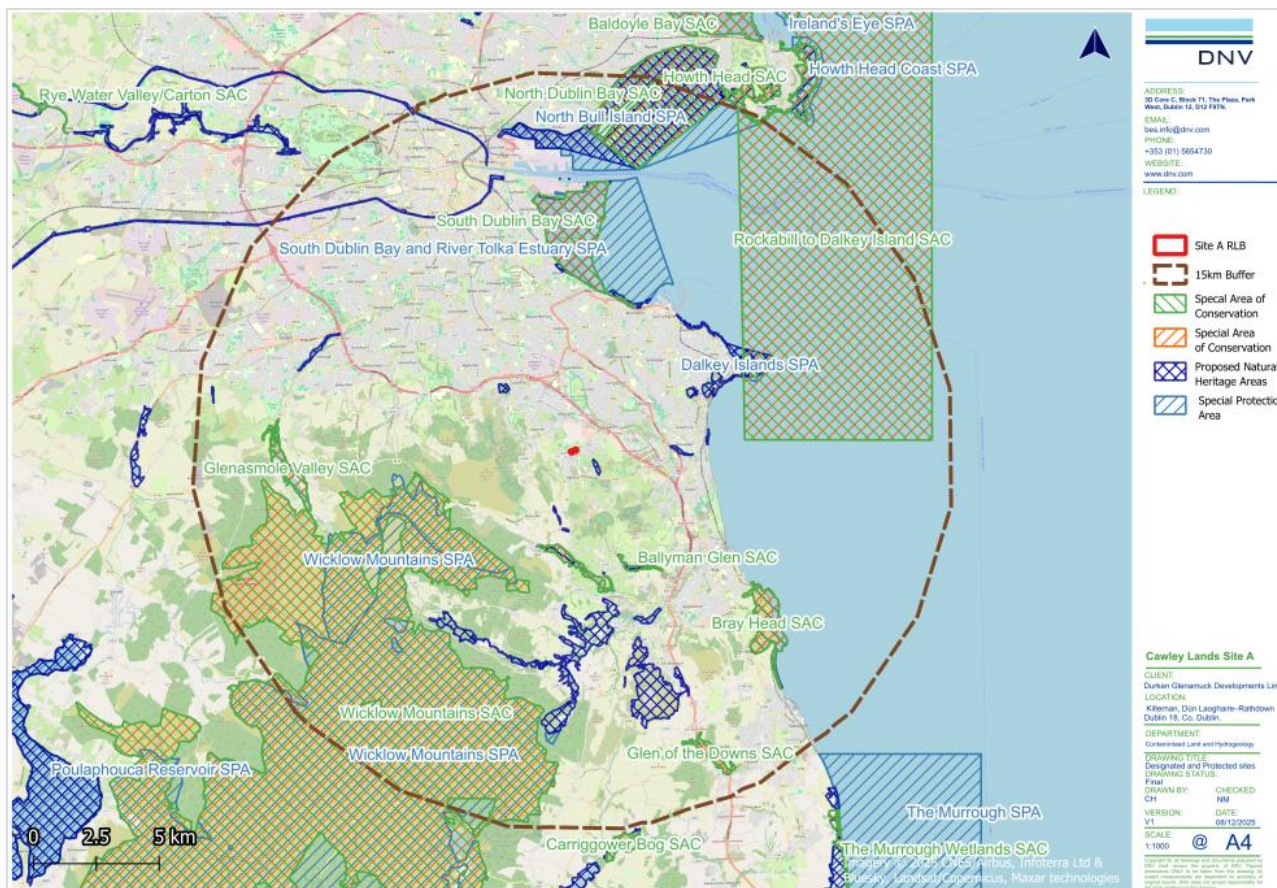 Baldoyle Bay SAC
Ireland's Eye SPA
Howth Head SAC
Howth Head Coast SPA
Rye Water Valley/Carton SAC
North Dublin Bay SAC
North Bull Island SPA
South Dublin Bay SAC
South Dublin Bay and River Tolka Estuary SPA
Rockabill to Dalkey Island SAC
Dalkey Islands SPA
Glenasmole Valley SAC
Wicklow Mountains SPA
Ballyman Glen SAC
Bray Head SAC
Wicklow Mountains SAC
Wicklow Mountains SPA
Glen of the Downs SAC
Poulaphouca Reservoir SPA
The Murrough SPA
Carriggower Bog SAC
The Murrough Wetlands SAC
0 2.5 5 km
Imagery © 2025 CNES/Airbus, Infoterra Ltd &
Bluesky, Landsat/Copernicus, Maxar technologies
DNV
ADDRESS:
3D Core C, Block 71, The Plaza, Park
West, Dublin 12, D12 F9TN.
EMAIL:
bes.info@dnv.com
PHONE:
+353 (01) 5654730
WEBSITE:
www.dnv.com
LEGEND:
Site A RLB
15km Buffer
Specal Area of
Conservation
Special Area
of Conservation
Proposed Natura
Heritage Areas
Special Protectio
Area
Cawley Lands Site A
CLIENT:
Durkan Glenamuck Developments Lim
LOCATION:
Kilternan, Dún Laoghaire–Rathdown
Dublin 18, Co. Dublin.
DEPARTMENT:
Contaminated Land and Hydrogeology
DRAWING TITLE:
Designated and Protected sites
DRAWING STATUS:
Final
DRAWN BY: CHECKED:
CH NM
VERSION: DATE:
V1 08/12/2025
SCALE:
1:1000 @ A4